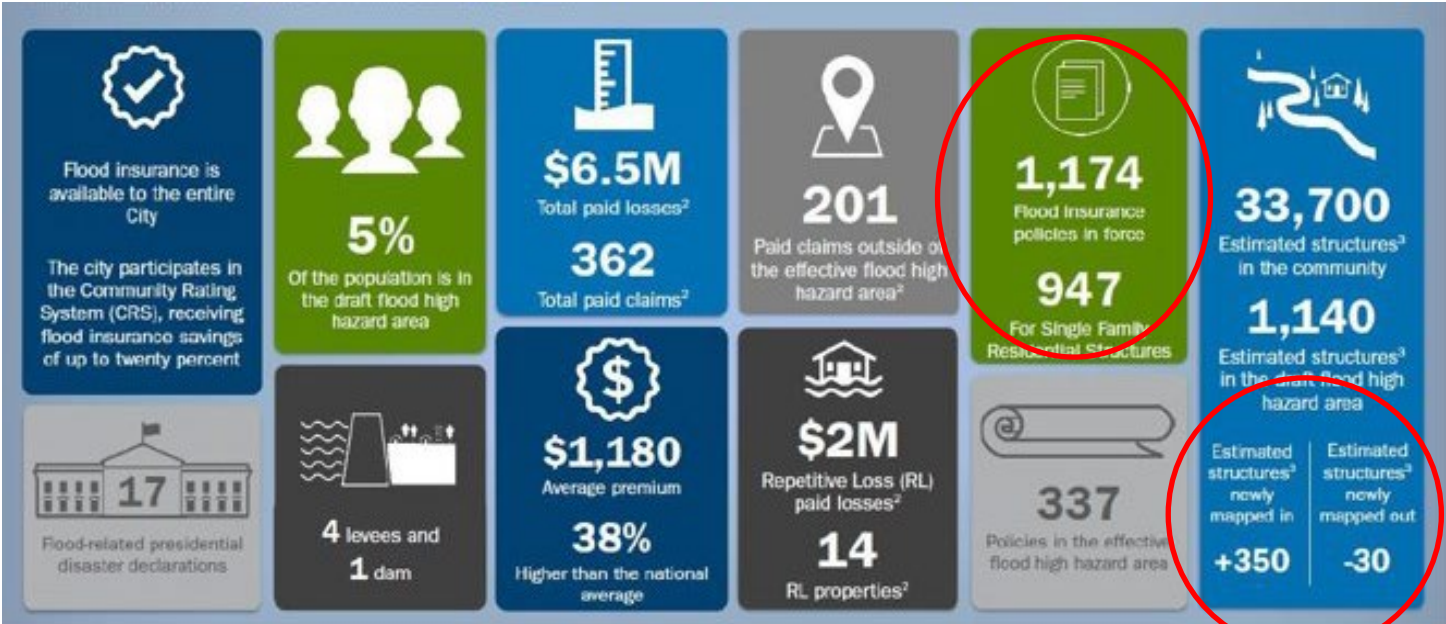 Flood insurance is
available to the entire
City
The city participates in
the Community Rating
System (CRS), receiving
flood insurance savings
of up to twenty percent
17
Flood-related presidential
disaster declarations
5%
Of the population is in
the draft flood high
hazard area
4 levees and
1 dam
$6.5M
Total paid losses²
362
Total paid claims²
$
$1,180
Average premium
38%
Higher than the national
average
201
Paid claims outside of
the effective flood high
hazard area²
$2M
Repetitive Loss (RL)
paid losses²
14
RL properties²
1,174
Flood Insurance
policies in force
947
For Single Family
Residential Structures
337
Policies in the effective
flood high hazard area
33,700
Estimated structures³
in the community
1,140
Estimated structures³
in the draft flood high
hazard area
Estimated
structures³
newly
mapped in
+350
Estimated
structures³
newly
mapped out
-30